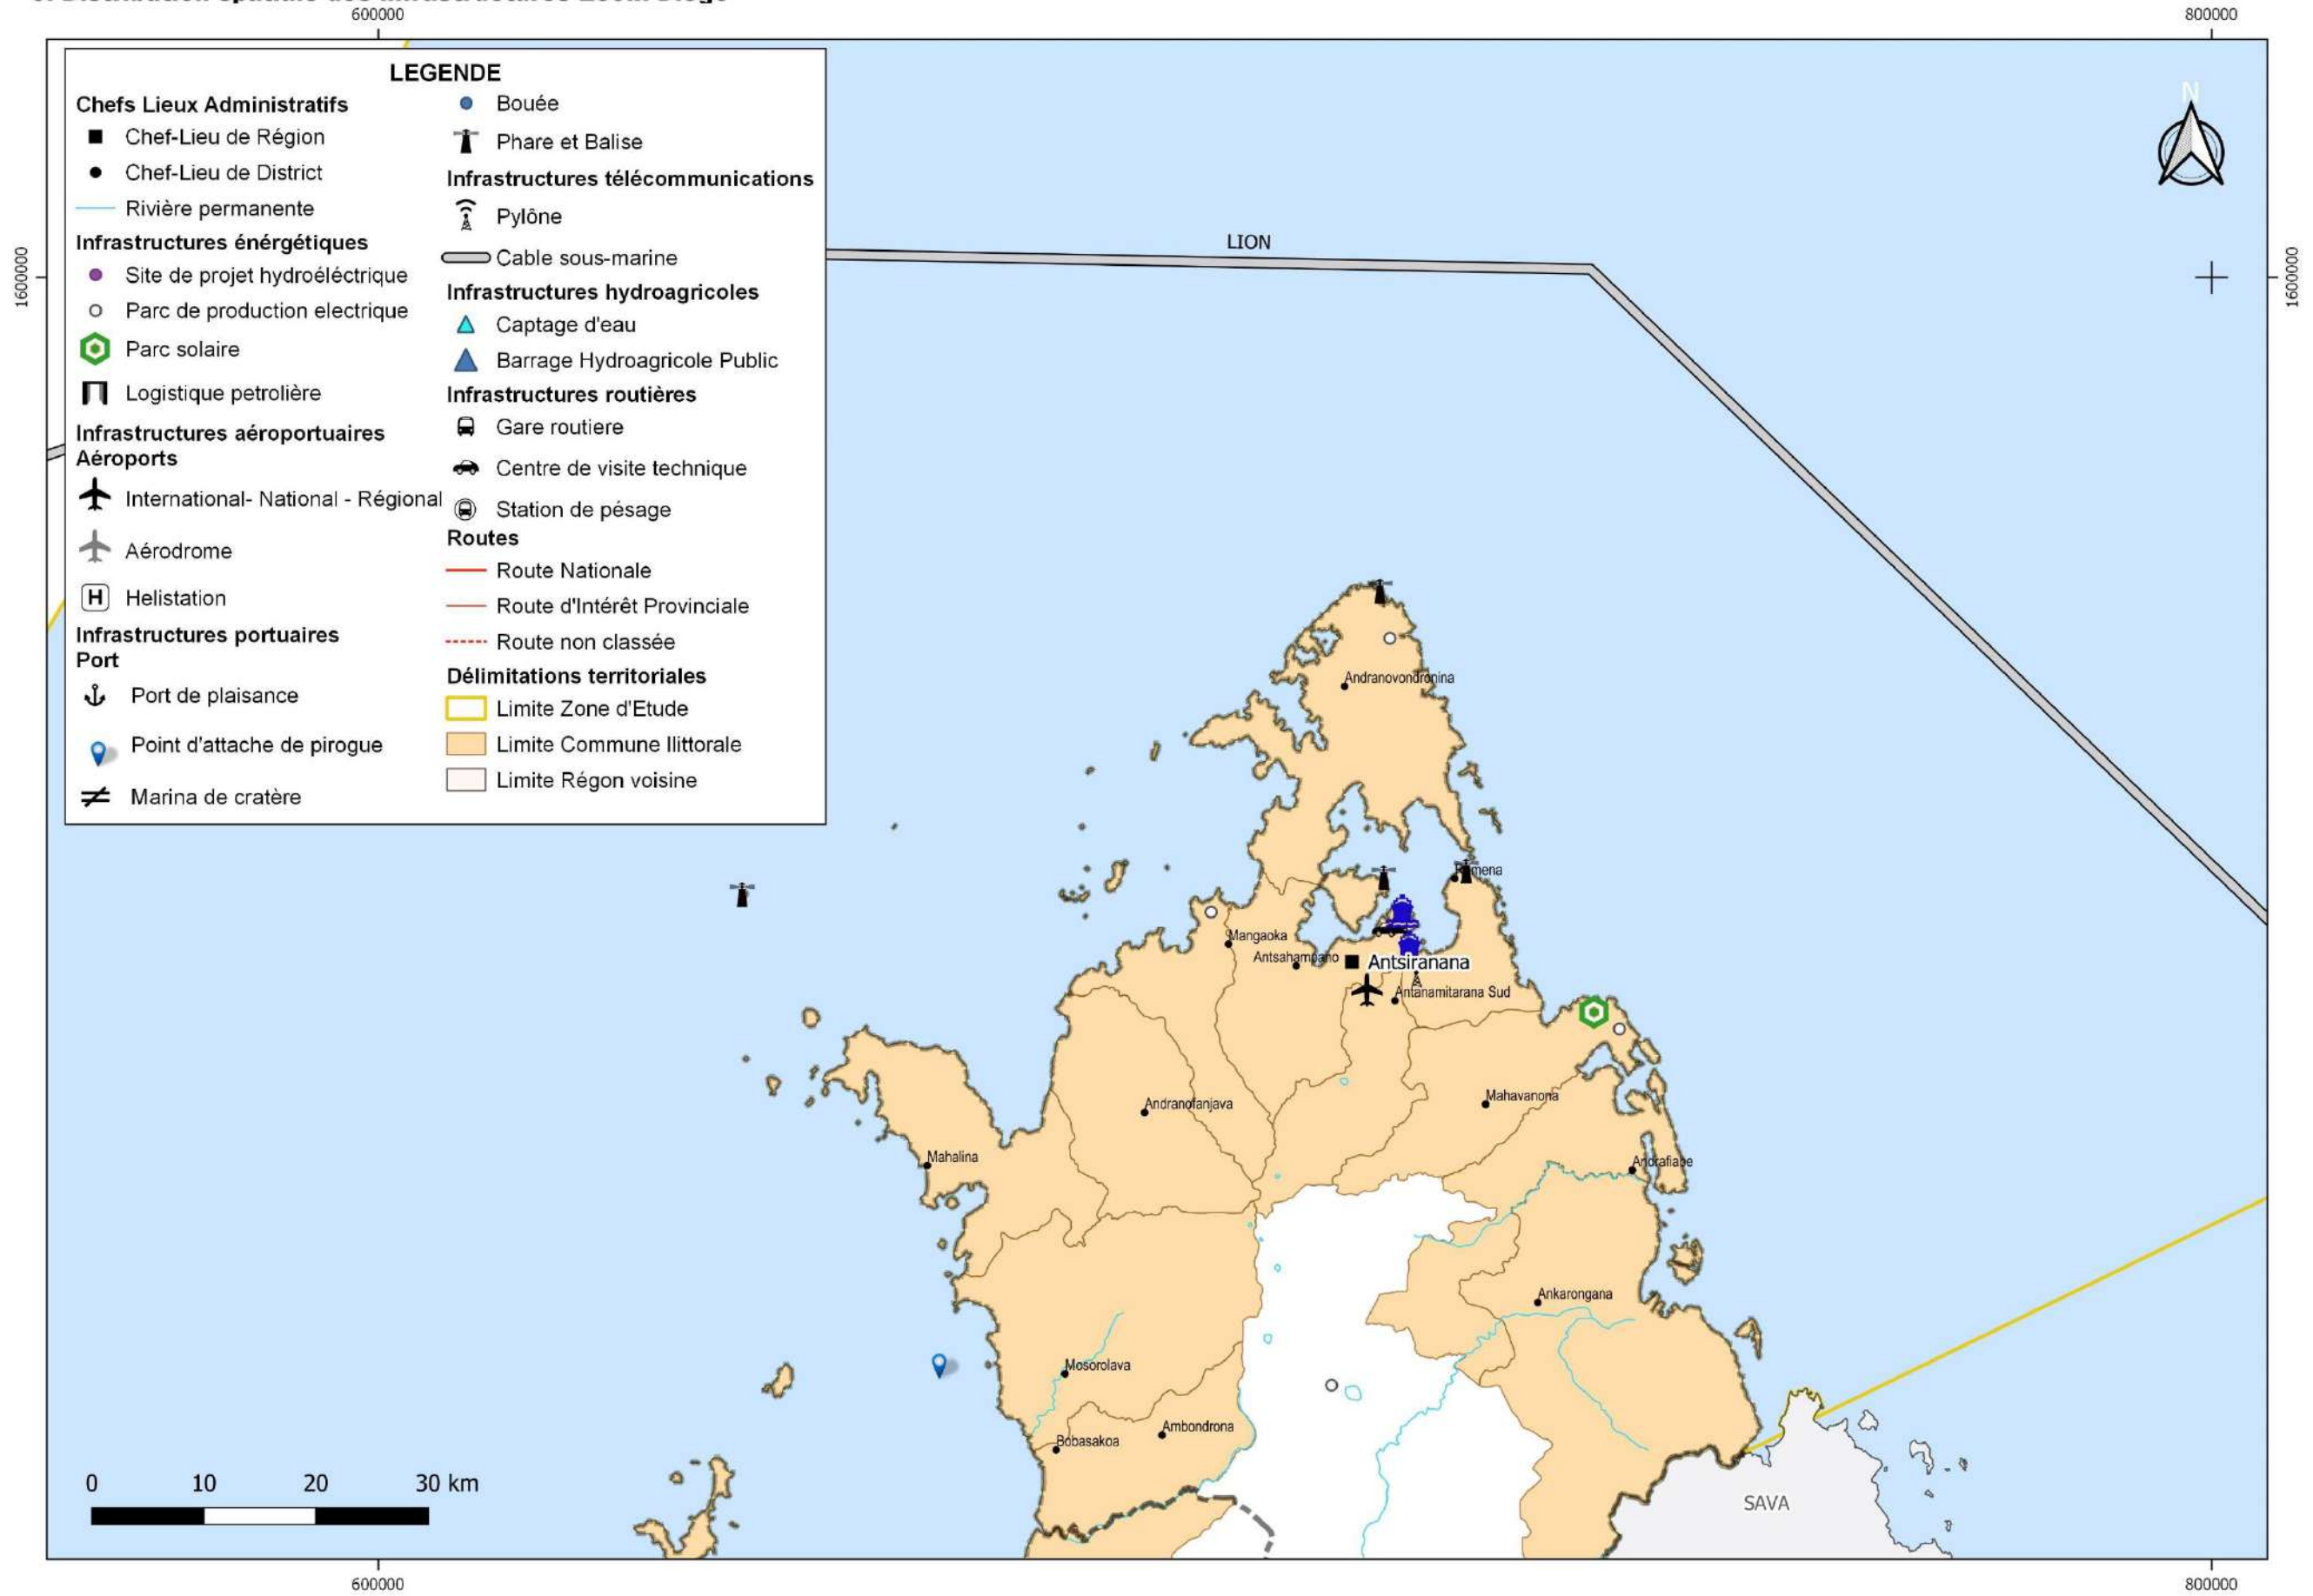 600000
800000
LEGENDE
Chefs Lieux Administratifs
Chef-Lieu de Région
Chef-Lieu de District
Rivière permanente
Infrastructures énérgétiques
Site de projet hydroéléctrique
Parc de production electrique
Parc solaire
Logistique petrolière
Infrastructures aéroportuaires
Aéroports
International- National - Régional
Aérodrome
H Helistation
Infrastructures portuaires
Port
Port de plaisance
Point d'attache de pirogue
Marina de cratère
Bouée
Phare et Balise
Infrastructures télécommunications
Pylône
Cable sous-marine
Infrastructures hydroagricoles
Captage d'eau
Barrage Hydroagricole Public
Infrastructures routières
Gare routiere
Centre de visite technique
Station de pésage
Routes
Route Nationale
Route d'Intérêt Provinciale
Route non classée
Délimitations territoriales
Limite Zone d'Etude
Limite Commune Ilittorale
Limite Régon voisine
N
LION
1600000
1600000
Andranovondronina
Mangaoka
Antsahampano
Antsiranana
Antanamitarana Sud
Andranofanjava
Mahavanona
Mahalina
Andrafiabe
Ankarongana
Mosorolava
Ambondrona
Bobasakoa
SAVA
0 10 20 30 km
600000
800000